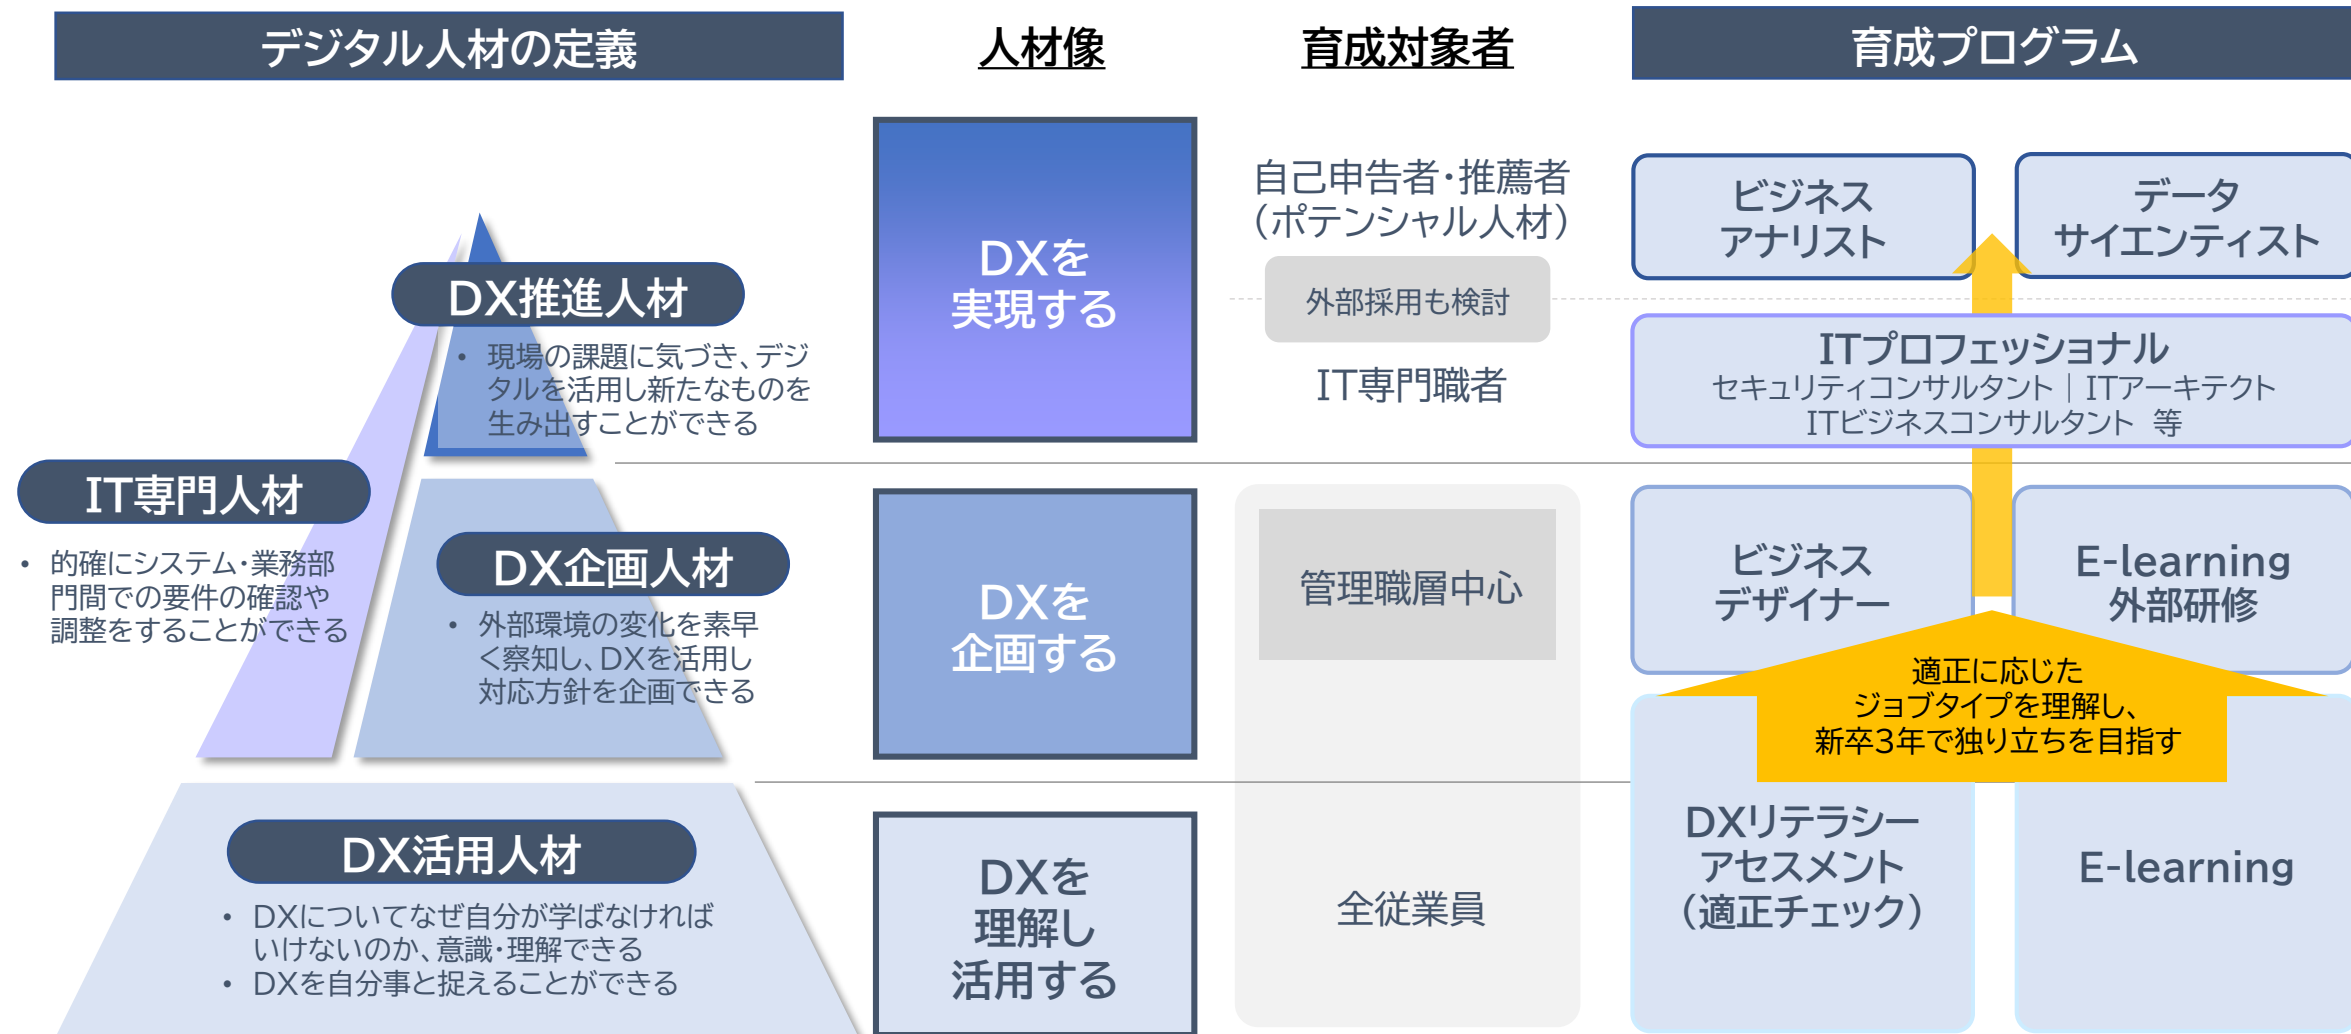 デジタル人材の定義
人材像
育成対象者
育成プログラム
DX推進人材
• 現場の課題に気づき、デジ
タルを活用し新たなものを
生み出すことができる
IT専門人材
• 的確にシステム・業務部
門間での要件の確認や
調整をすることができる
DX企画人材
• 外部環境の変化を素早
く察知し、DXを活用し
対応方針を企画できる
DX活用人材
• DXについてなぜ自分が学ばなければ
いけないのか、意識・理解できる
• DXを自分事と捉えることができる
DXを
実現する
DXを
企画する
DXを
理解し
活用する
自己申告者・推薦者
(ポテンシャル人材)
外部採用も検討
IT専門職者
管理職層中心
全従業員
ビジネス
アナリスト
データ
サイエンティスト
ITプロフェッショナル
セキュリティコンサルタント｜ITアーキテクト
ITビジネスコンサルタント 等
ビジネス
デザイナー
E-learning
外部研修
適正に応じた
ジョブタイプを理解し、
新卒3年で独り立ちを目指す
DXリテラシー
アセスメント
(適正チェック)
E-learning